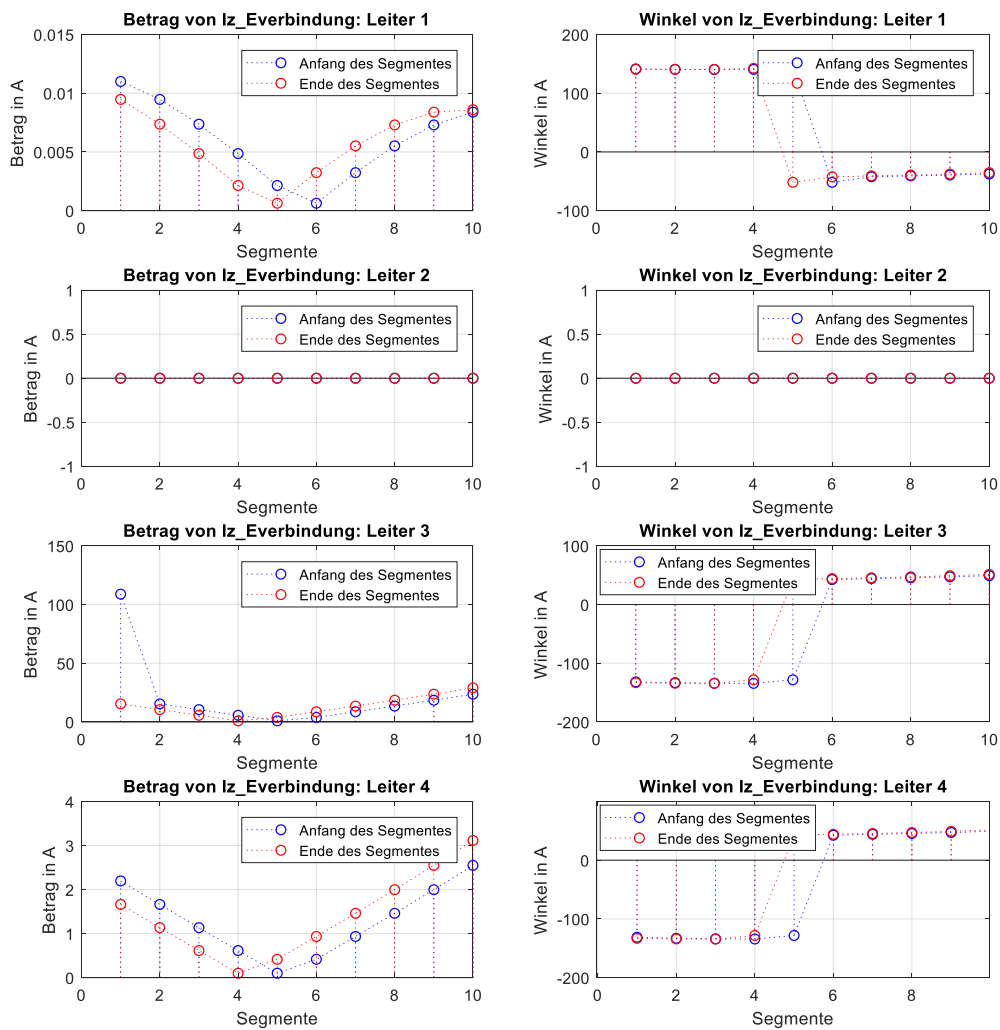 Betrag von Iz_Everbindung: Leiter 1
0.015
0.01
0.005
0
Betrag in A
Anfang des Segmentes
Ende des Segmentes
0 2 4 6 8 10
Segmente
Winkel von Iz_Everbindung: Leiter 1
200
100
0
-100
Winkel in A
Anfang des Segmentes
Ende des Segmentes
0 2 4 6 8 10
Segmente
Betrag von Iz_Everbindung: Leiter 2
1
0.5
0
-0.5
-1
Betrag in A
Anfang des Segmentes
Ende des Segmentes
0 2 4 6 8 10
Segmente
Winkel von Iz_Everbindung: Leiter 2
1
0.5
0
-0.5
-1
Winkel in A
Anfang des Segmentes
Ende des Segmentes
0 2 4 6 8 10
Segmente
Betrag von Iz_Everbindung: Leiter 3
150
100
50
0
Betrag in A
Anfang des Segmentes
Ende des Segmentes
0 2 4 6 8 10
Segmente
Winkel von Iz_Everbindung: Leiter 3
100
0
-100
-200
Winkel in A
Anfang des Segmentes
Ende des Segmentes
0 2 4 6 8 10
Segmente
Betrag von Iz_Everbindung: Leiter 4
4
3
2
1
0
Betrag in A
Anfang des Segmentes
Ende des Segmentes
0 2 4 6 8 10
Segmente
Winkel von Iz_Everbindung: Leiter 4
0
-100
-200
Winkel in A
Anfang des Segmentes
Ende des Segmentes
0 2 4 6 8 10
Segmente